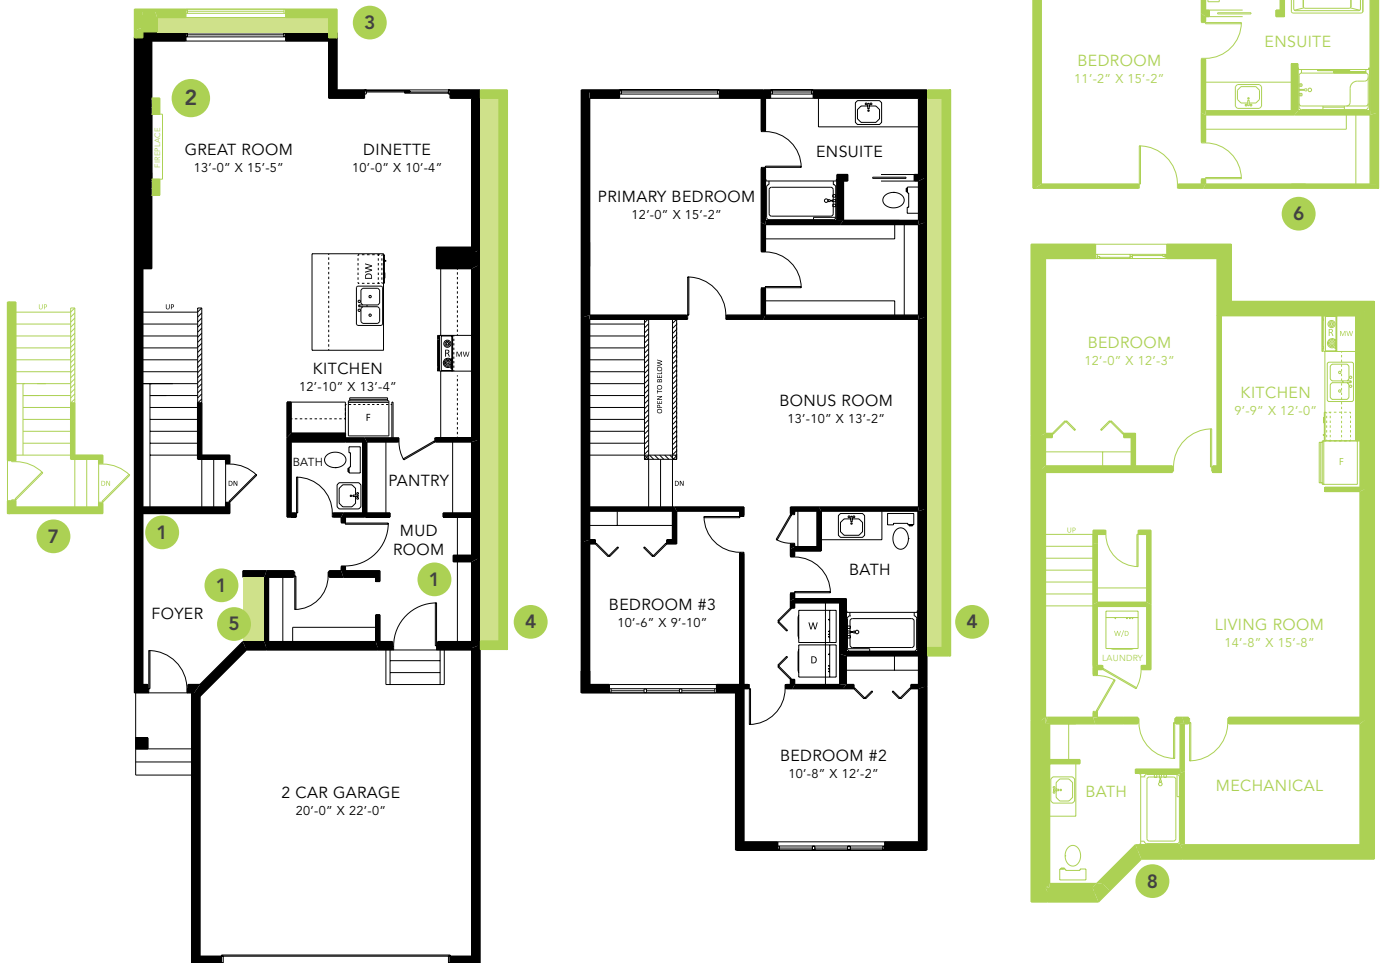 3
2
FIREPLACE
GREAT ROOM
13'-0" X 15'-5"
DINETTE
10'-0" X 10'-4"
DW
UP
UP
KITCHEN
12'-10" X 13'-4"
R
MW
F
BATH
PANTRY
DN
DN
7
1
MUD
ROOM
1
1
FOYER
5
4
2 CAR GARAGE
20'-0" X 22'-0"
ENSUITE
PRIMARY BEDROOM
12'-0" X 15'-2"
OPEN TO BELOW
BONUS ROOM
13'-10" X 13'-2"
DN
BATH
BEDROOM #3
10'-6" X 9'-10"
W
D
4
BEDROOM #2
10'-8" X 12'-2"
ENSUITE
BEDROOM
11'-2" X 15'-2"
6
R
MW
BEDROOM
12'-0" X 12'-3"
KITCHEN
9'-9" X 12'-0"
F
UP
W/D
LAUNDRY
LIVING ROOM
14'-8" X 15'-8"
BATH
MECHANICAL
8